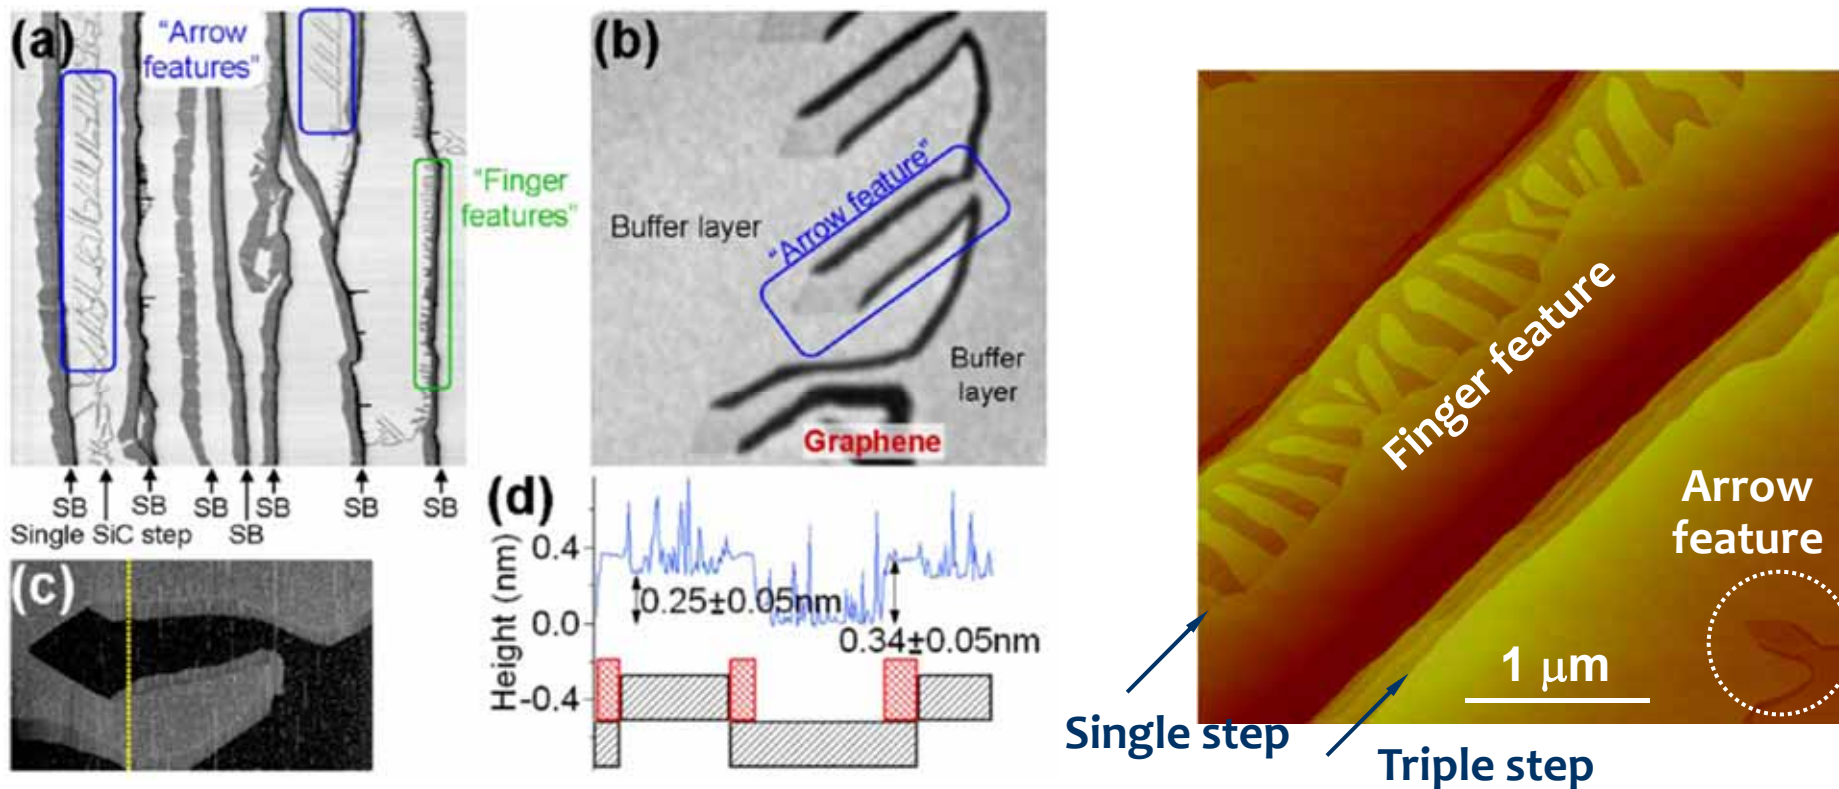 (a)
"Arrow
features"
"Finger
features"
SB
SB
SB
SB
SB
SB
Single SiC step
SB
(b)
Buffer layer
"Arrow feature"
Buffer
layer
Graphene
(c)
(d)
Height (nm)
0.4
0.0
-0.4
0.25±0.05nm
0.34±0.05nm
Finger feature
Arrow
feature
1 μm
Single step
Triple step